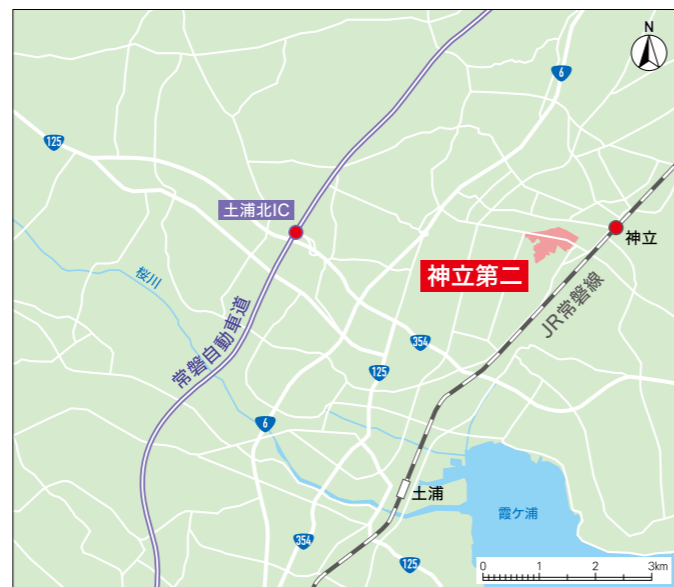 N
6
125
土浦北IC
神立
桜川
神立第二
JR常磐線
常磐自動車道
354
125
6
土浦
霞ケ浦
354
125
0 1 2 3km